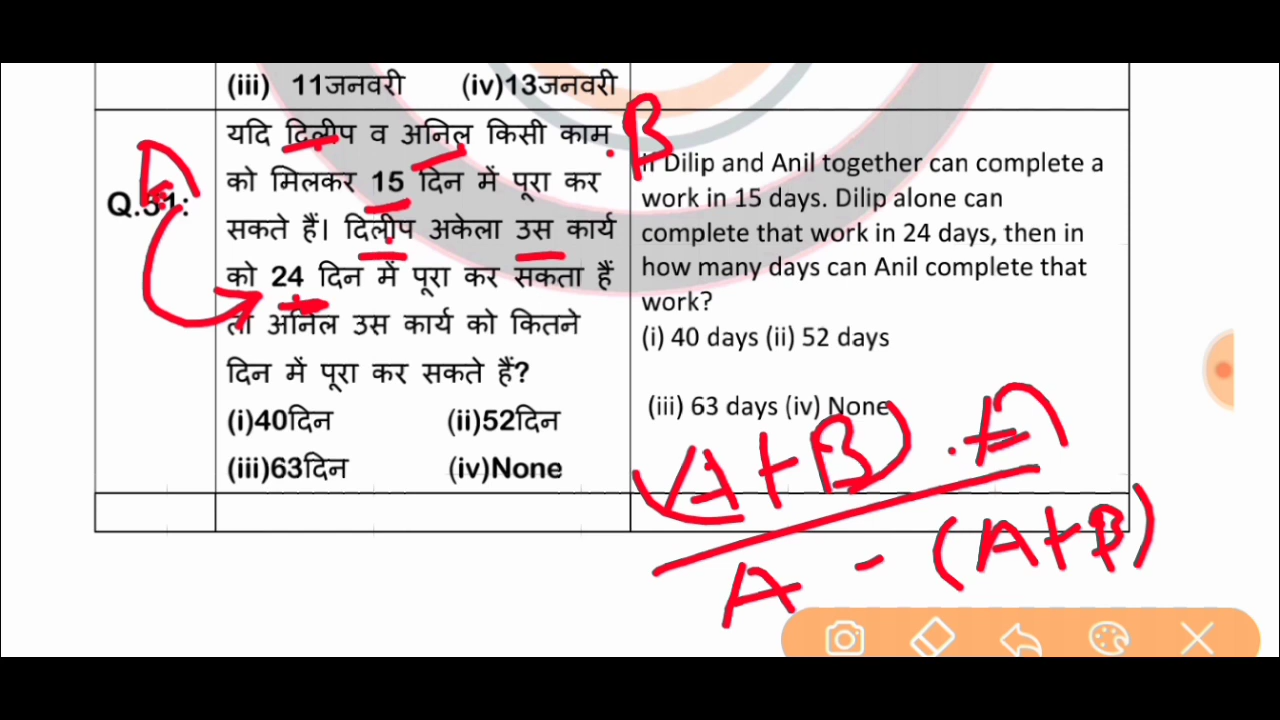 (iii) 11जनवरी (iv)13जनवरी
Q.31:
यदि दिलीप व अनिल किसी काम
को मिलकर 15 दिन में पूरा कर
सकते हैं। दिलीप अकेला उस कार्य
को 24 दिन में पूरा कर सकता हैं
तो अनिल उस कार्य को कितने
दिन में पूरा कर सकते हैं?
(i)40दिन (ii)52दिन
(iii)63दिन (iv)None
If Dilip and Anil together can complete a
work in 15 days. Dilip alone can
complete that work in 24 days, then in
how many days can Anil complete that
work?
(i) 40 days (ii) 52 days
(iii) 63 days (iv) None
A
B
(A+B) . A
A - (A+B)